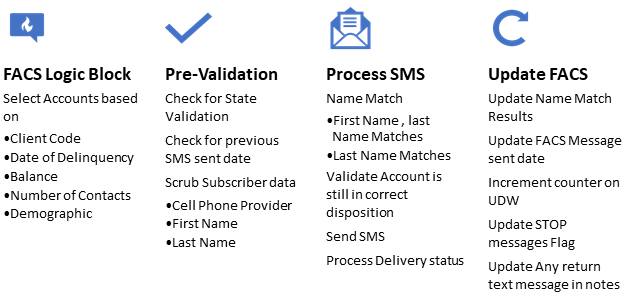 FACS Logic Block
Select Accounts based
on
•Client Code
•Date of Delinquency
•Balance
•Number of Contacts
•Demographic
Pre-Validation
Check for State
Validation
Check for previous
SMS sent date
Scrub Subscriber data
•Cell Phone Provider
•First Name
•Last Name
Process SMS
Name Match
•First Name , last
Name Matches
•Last Name Matches
Validate Account is
still in correct
disposition
Send SMS
Process Delivery status
Update FACS
Update Name Match
Results
Update FACS Message
sent date
Increment counter on
UDW
Update STOP
messages Flag
Update Any return
text message in notes